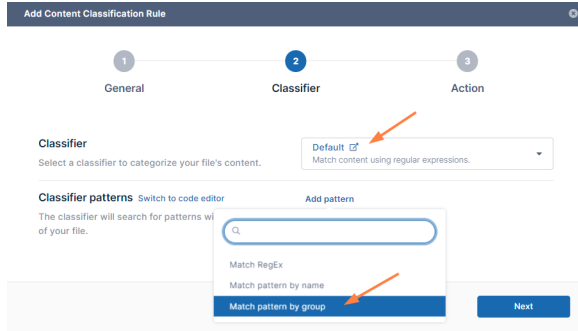 Add Content Classification Rule
1
2
3
General
Classifier
Action
Classifier
Select a classifier to categorize your file's content.
Default
Match content using regular expressions.
Classifier patterns Switch to code editor
Add pattern
The classifier will search for patterns
of your file.
Match RegEx
Match pattern by name
Match pattern by group
Next